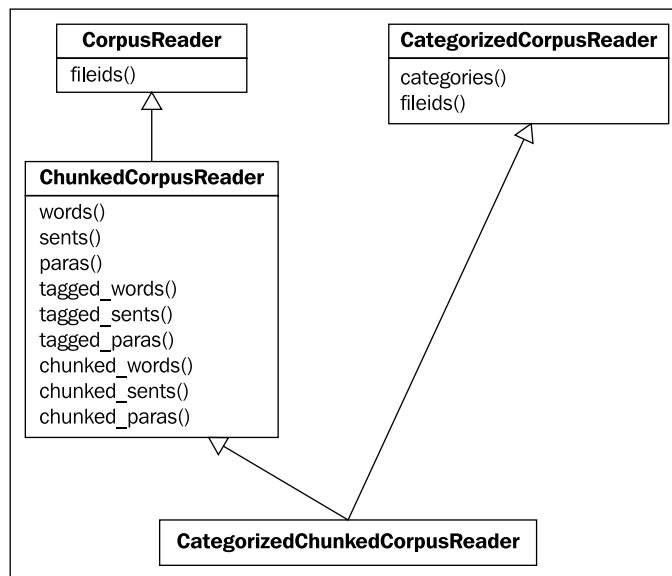 CorpusReader
fileids()
CategorizedCorpusReader
categories()
fileids()
ChunkedCorpusReader
words()
sents()
paras()
tagged_words()
tagged_sents()
tagged_paras()
chunked_words()
chunked_sents()
chunked_paras()
CategorizedChunkedCorpusReader